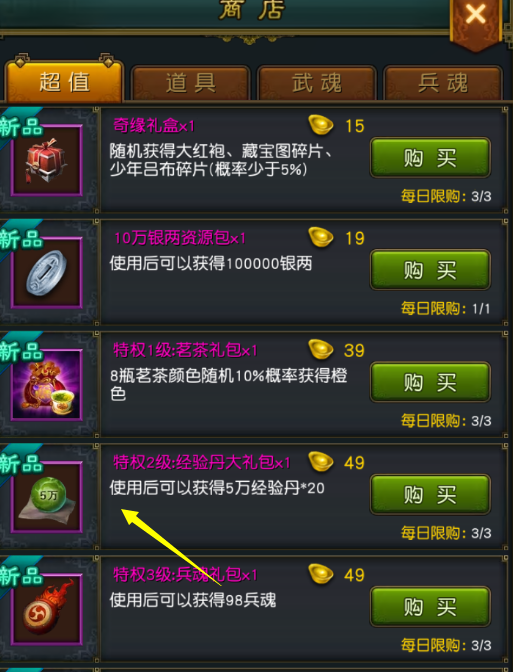 商店
超值 道具 武魂 兵魂
新品
奇缘礼盒x1 15
随机获得大红袍、藏宝图碎片、
少年吕布碎片(概率少于5%)
购买
每日限购: 3/3
新品
10万银两资源包x1 19
使用后可以获得100000银两
购买
每日限购: 1/1
新品
特权1级:茗茶礼包x1 39
8瓶茗茶颜色随机10%概率获得橙
色
购买
每日限购: 3/3
新品
5万
特权2级:经验丹大礼包x1 49
使用后可以获得5万经验丹*20
购买
每日限购: 3/3
新品
特权3级:兵魂礼包x1 49
使用后可以获得98兵魂
购买
每日限购: 3/3